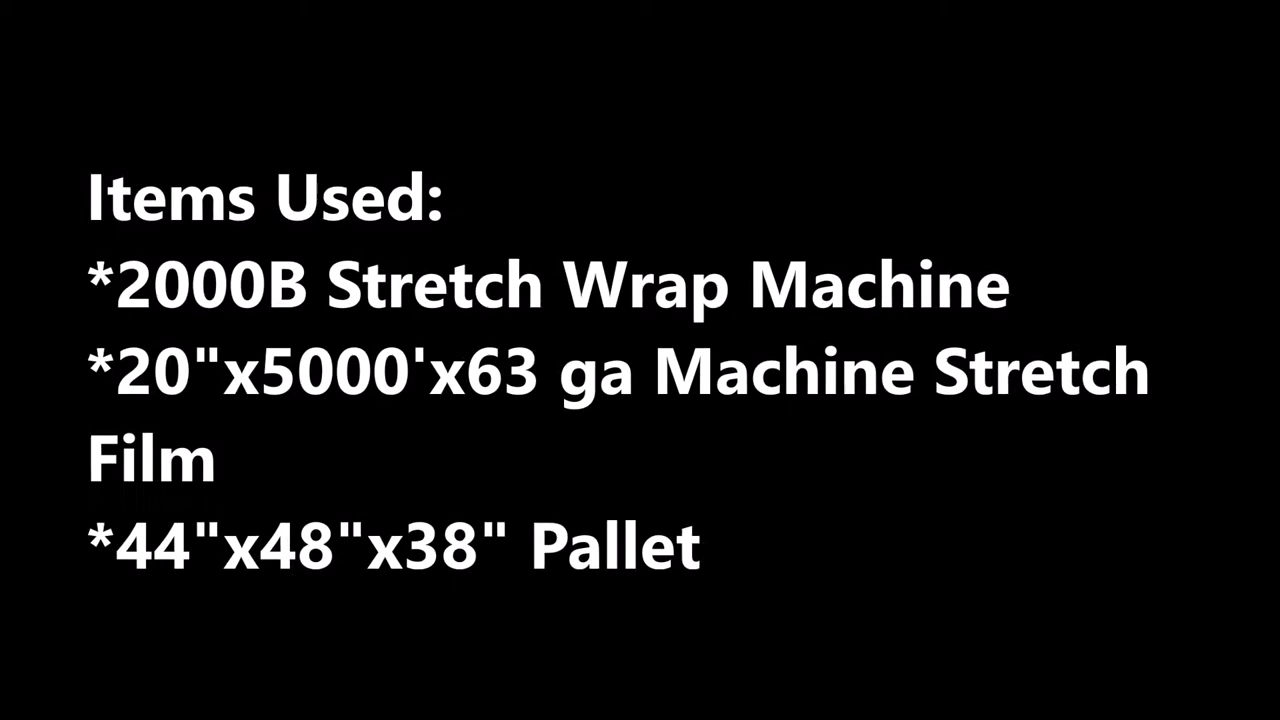 Items Used:
*2000B Stretch Wrap Machine
*20"x5000'x63 ga Machine Stretch
Film
*44"x48"x38" Pallet